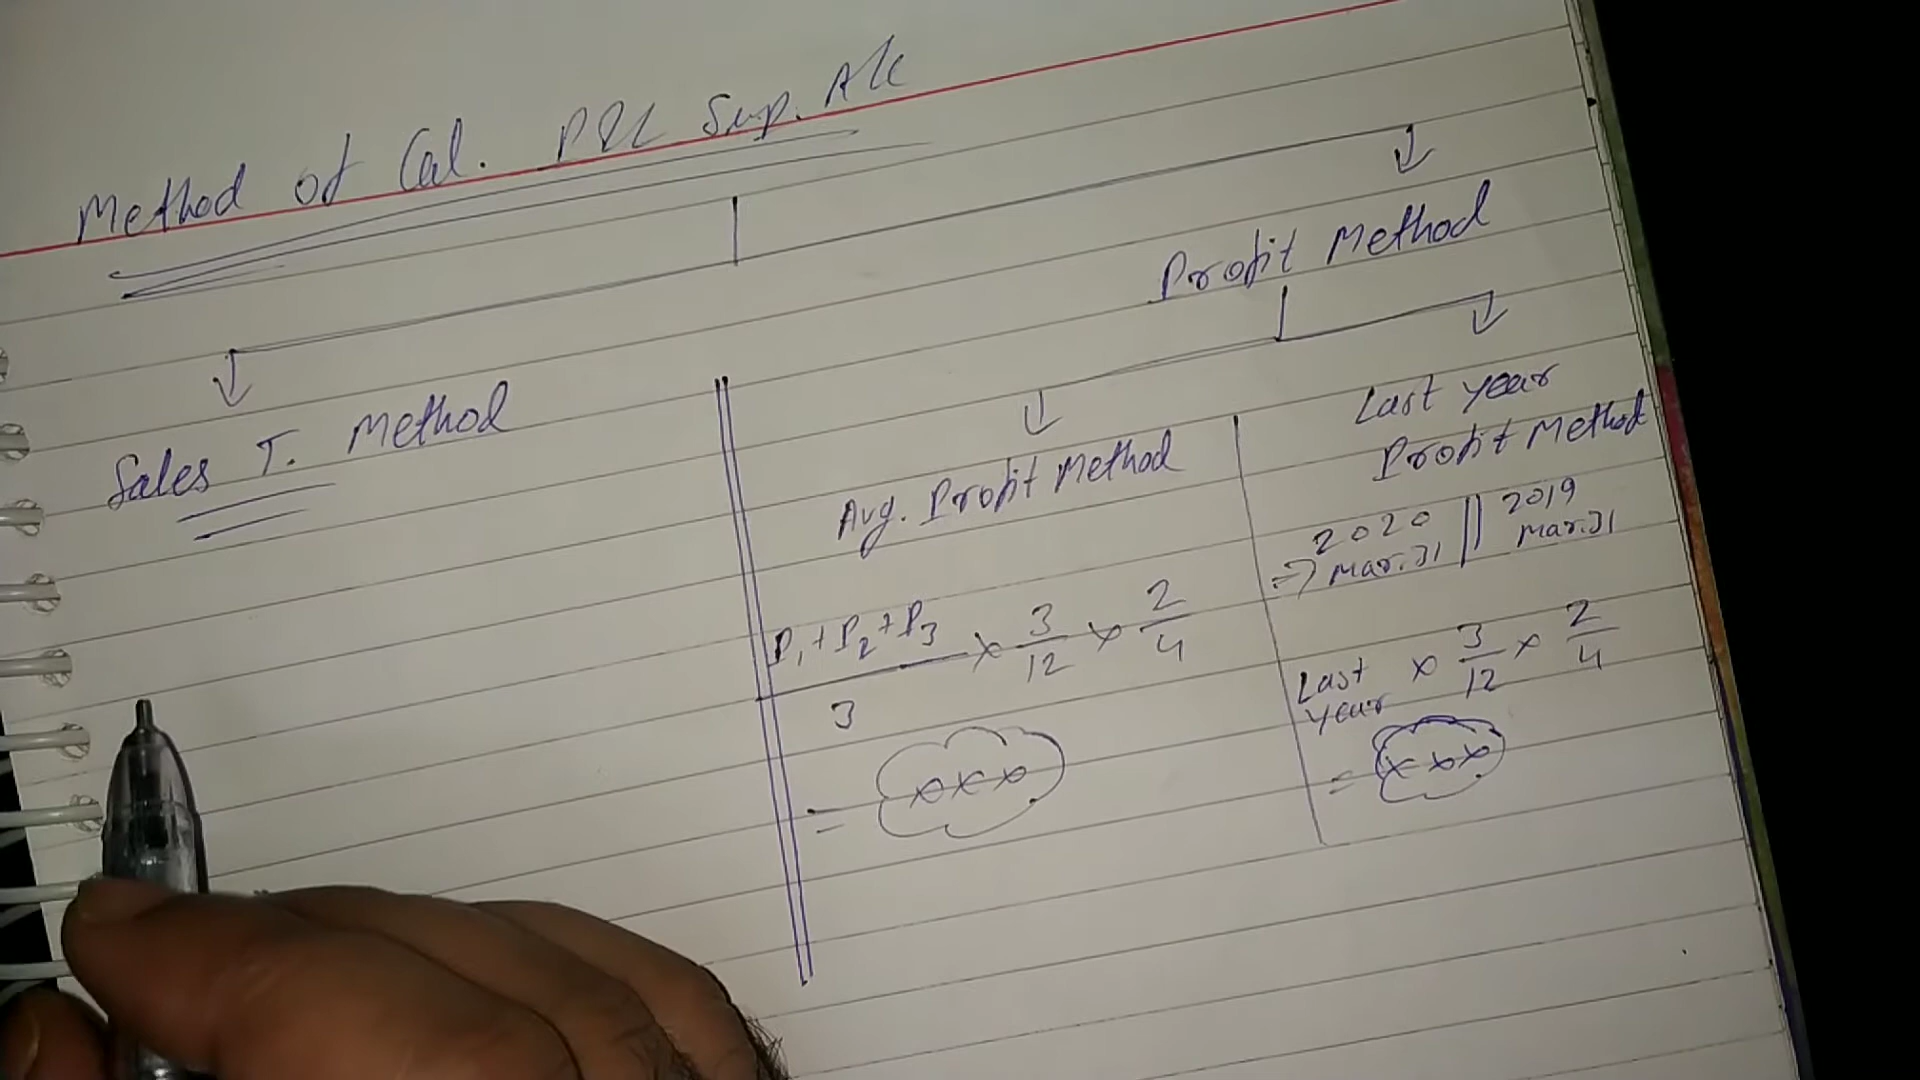 Method of Cal. P&L Sup. A/c
Sales T. Method
Profit Method
Avg. Profit Method
P1 + P2 + P3 / 3 × 3/12 × 2/4
= xxx
Last year
Profit Method
=> 2020 Mar.31 || 2019 Mar.31
Last year × 3/12 × 2/4
= xxx